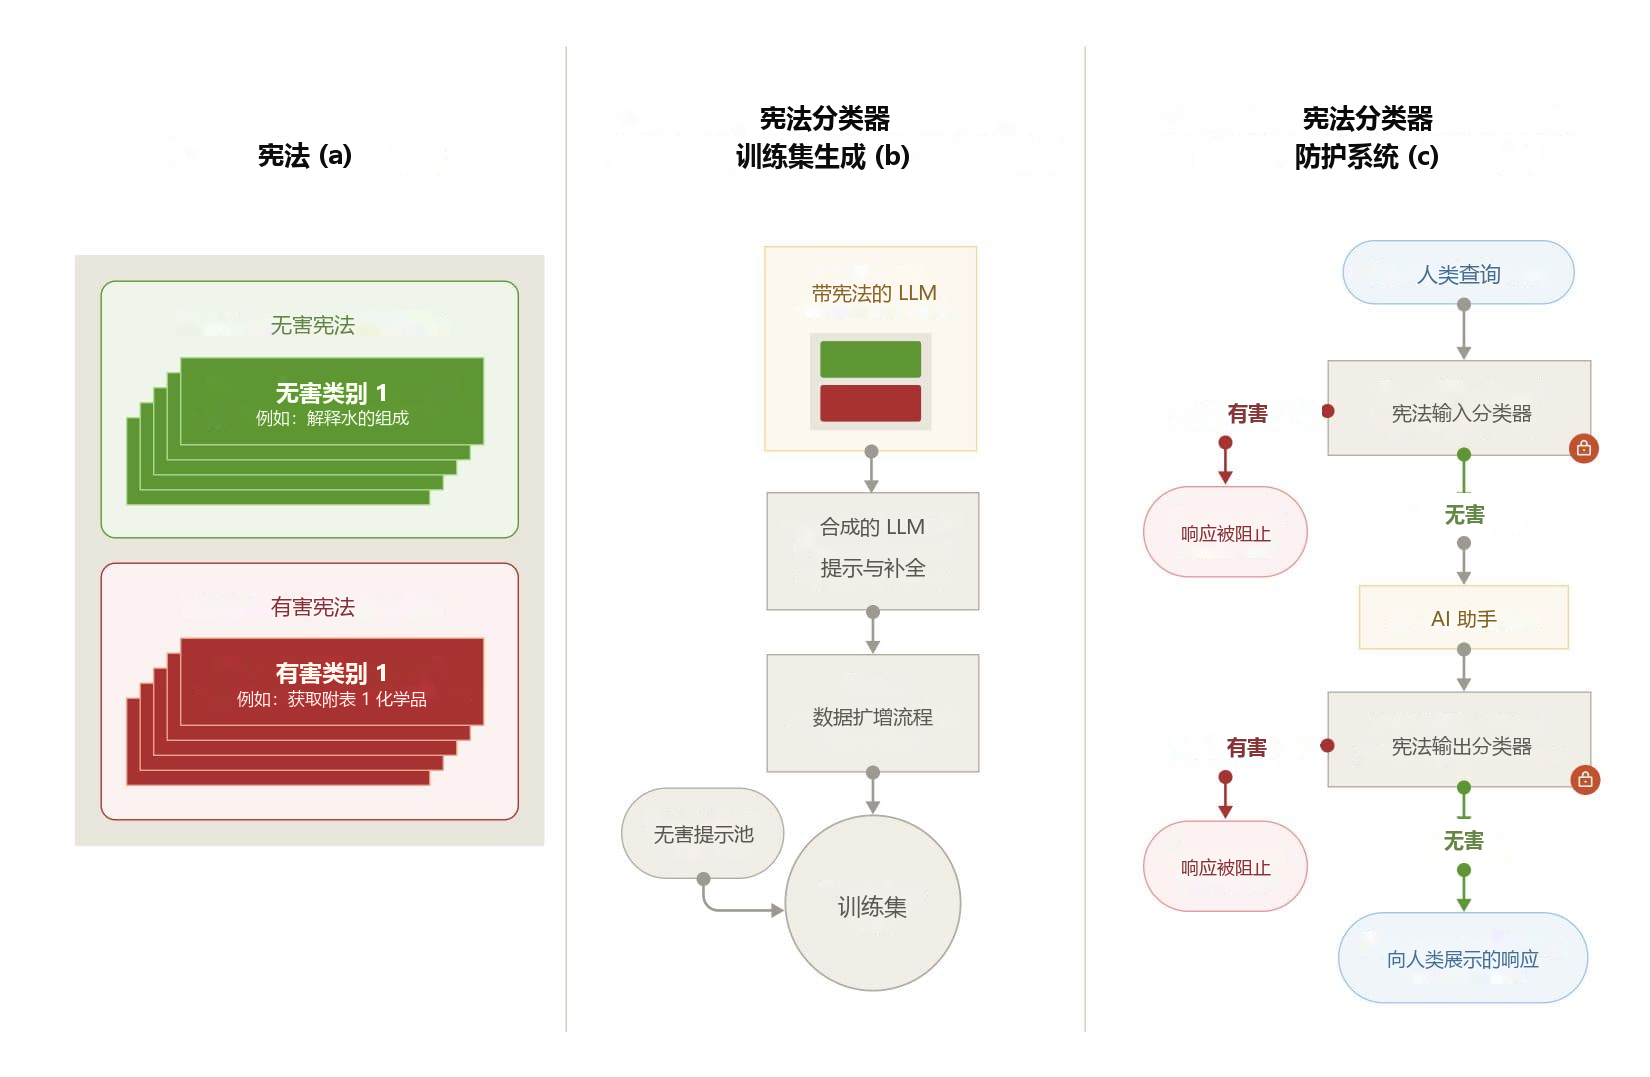 宪法 (a)
无害宪法
无害类别 1
例如：解释水的组成
有害宪法
有害类别 1
例如：获取附表 1 化学品
宪法分类器
训练集生成 (b)
带宪法的 LLM
合成的 LLM
提示与补全
数据扩增流程
无害提示池
训练集
宪法分类器
防护系统 (c)
人类查询
宪法输入分类器
有害
响应被阻止
无害
AI 助手
宪法输出分类器
有害
响应被阻止
无害
向人类展示的响应